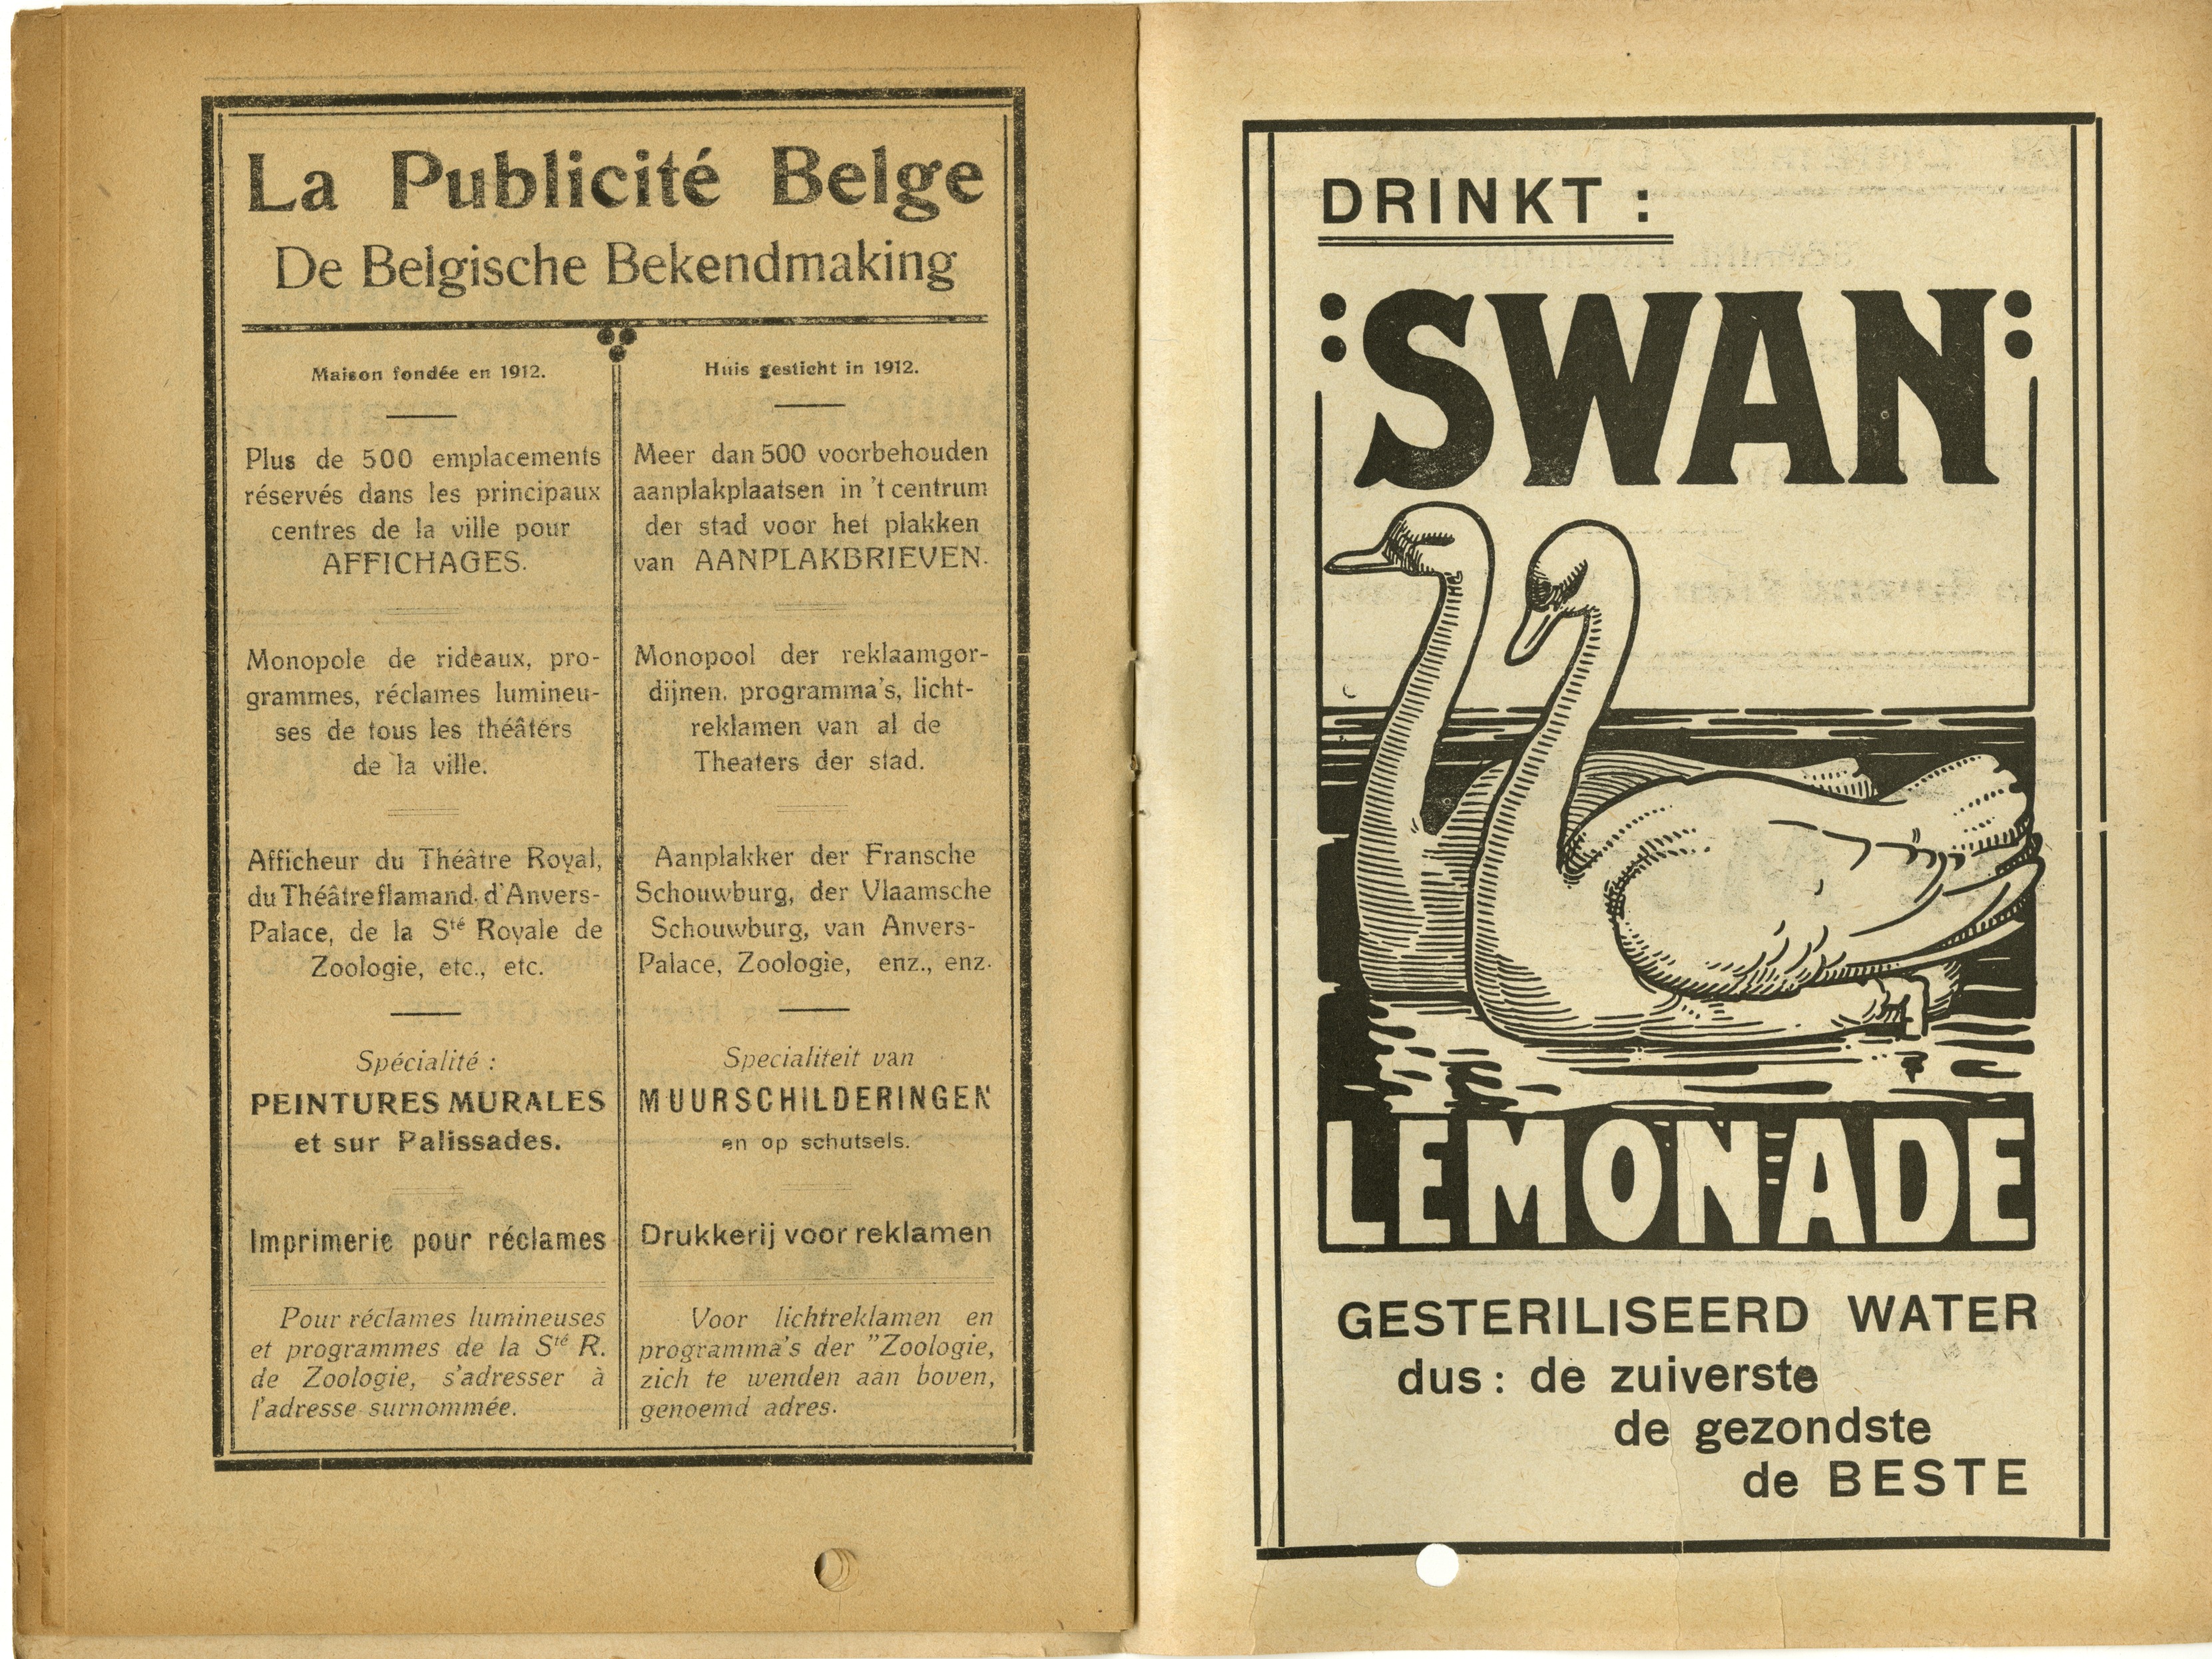 La Publicité Belge
De Belgische Bekendmaking
Maison fondée en 1912.
Plus de 500 emplacements
réservés dans les principaux
centres de la ville pour
AFFICHAGES.
Monopole de rideaux, pro-
grammes, réclames lumineu-
ses de tous les théâtérs
de la ville.
Afficheur du Théâtre Royal,
du Théâtre flamand. d'Anvers-
Palace, de la Sté Royale de
Zoologie, etc., etc.
Spécialité :
PEINTURES MURALES
et sur Palissades.
Imprimerie pour réclames
Pour réclames lumineuses
et programmes de la Sté R.
de Zoologie, s'adresser à
l'adresse surnommée.
Huis gesticht in 1912.
Meer dan 500 voorbehouden
aanplakplaatsen in 't centrum
der stad voor het plakken
van AANPLAKBRIEVEN.
Monopool der reklaamgor-
dijnen. programma's, licht-
reklamen van al de
Theaters der stad.
Aanplakker der Fransche
Schouwburg, der Vlaamsche
Schouwburg, van Anvers-
Palace, Zoologie, enz., enz.
Specialiteit van
MUURSCHILDERINGEN
en op schutsels.
Drukkerij voor reklamen
Voor lichtreklamen en
programma's der "Zoologie,
zich te wenden aan boven,
genoemd adres.
DRINKT :
:SWAN:
LEMONADE
GESTERILISEERD WATER
dus : de zuiverste
de gezondste
de BESTE